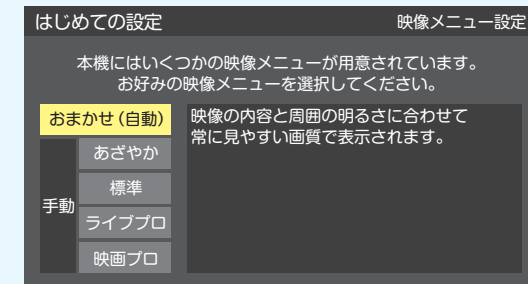 はじめての設定
映像メニュー設定
本機にはいくつかの映像メニューが用意されています。
お好みの映像メニューを選択してください。
おまかせ（自動）
映像の内容と周囲の明るさに合わせて
常に見やすい画質で表示されます。
手動
あざやか
標準
ライブプロ
映画プロ